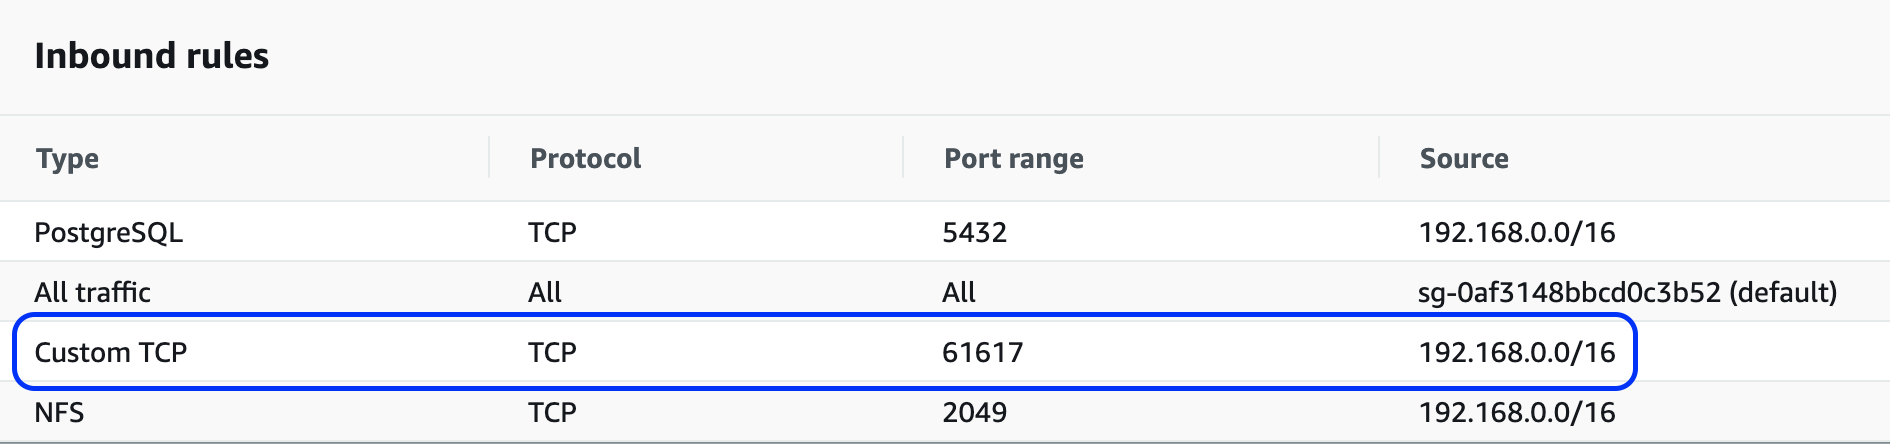 Inbound rules
Type Protocol Port range Source
PostgreSQL TCP 5432 192.168.0.0/16
All traffic All All sg-0af3148bbcd0c3b52 (default)
Custom TCP TCP 61617 192.168.0.0/16
NFS TCP 2049 192.168.0.0/16